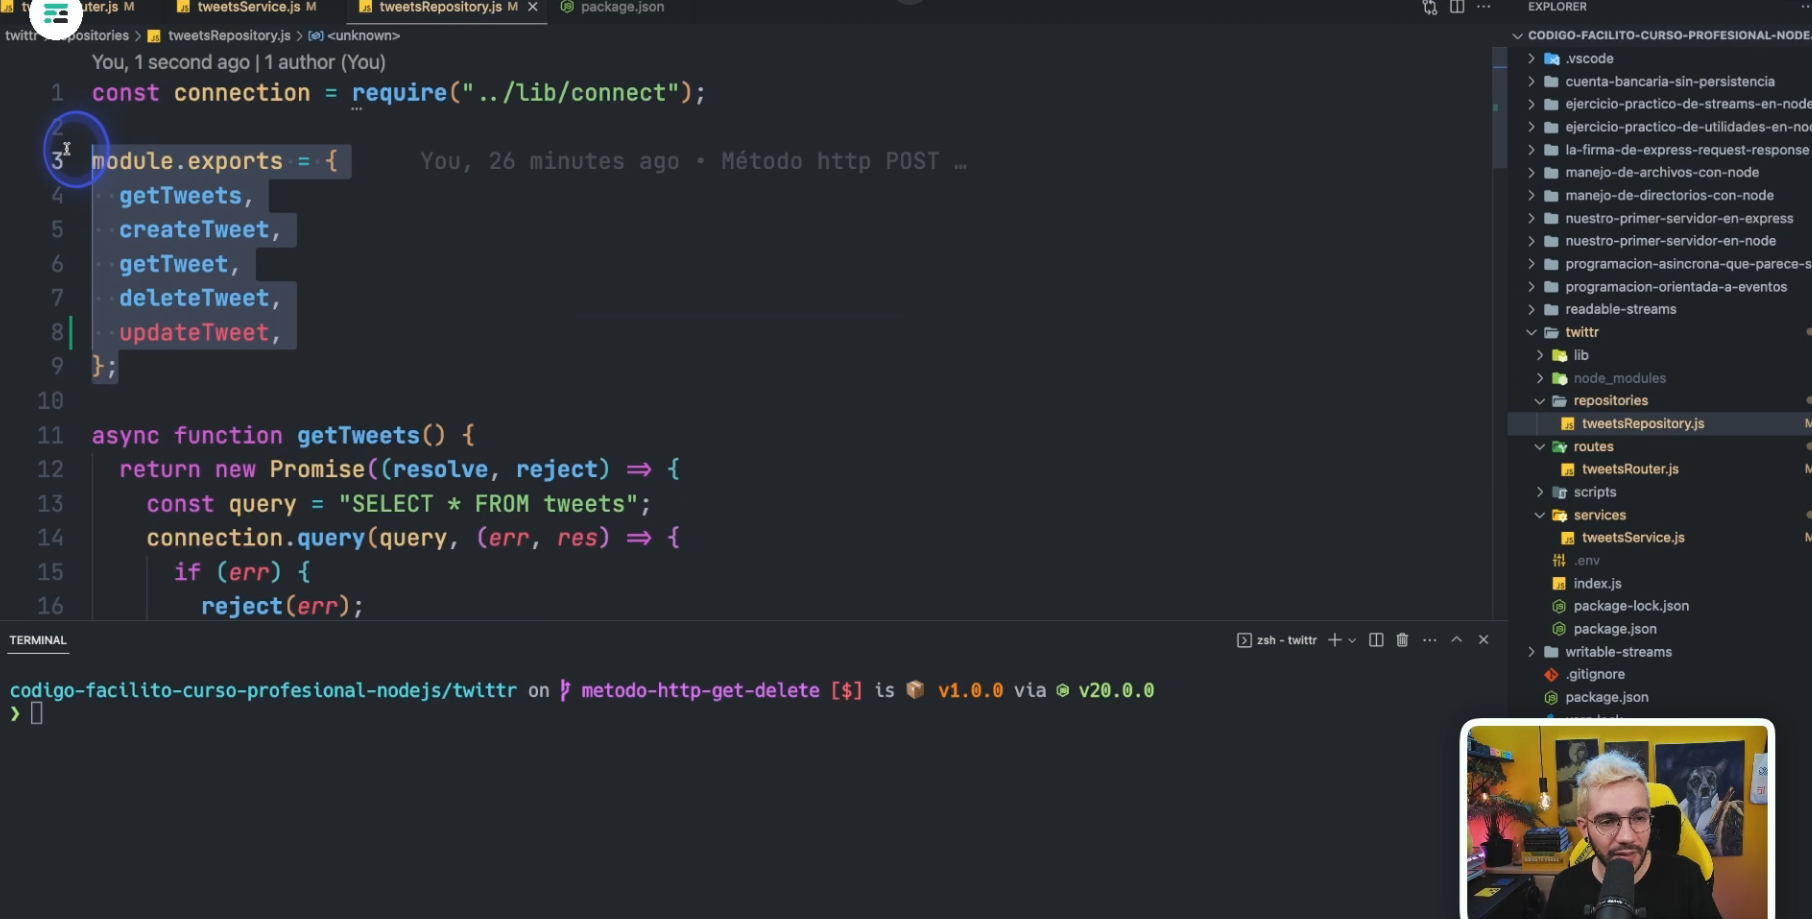 tweetsService.js M
tweetsRepository.js M
package.json
EXPLORER
tweetsRepository.js > <unknown>
CODIGO-FACILITO-CURSO-PROFESIONAL-NODE
You, 1 second ago | 1 author (You)
1 const connection = require("../lib/connect");
2
3 module.exports = { You, 26 minutes ago • Método http POST …
4 getTweets,
5 createTweet,
6 getTweet,
7 deleteTweet,
8 updateTweet,
9 };
10
11 async function getTweets() {
12 return new Promise((resolve, reject) => {
13 const query = "SELECT * FROM tweets";
14 connection.query(query, (err, res) => {
15 if (err) {
16 reject(err);
.vscode
cuenta-bancaria-sin-persistencia
ejercicio-practico-de-streams-en-node
ejercicio-practico-de-utilidades-en-no
la-firma-de-express-request-response
manejo-de-archivos-con-node
manejo-de-directorios-con-node
nuestro-primer-servidor-en-express
nuestro-primer-servidor-en-node
programacion-asincrona-que-parece-s
programacion-orientada-a-eventos
readable-streams
twittr
lib
node_modules
repositories
tweetsRepository.js M
routes
tweetsRouter.js M
scripts
services
tweetsService.js M
.env
index.js
package-lock.json
package.json
writable-streams
.gitignore
package.json
TERMINAL
zsh - twittr
codigo-facilito-curso-profesional-nodejs/twittr on metodo-http-get-delete [$] is v1.0.0 via v20.0.0
❯